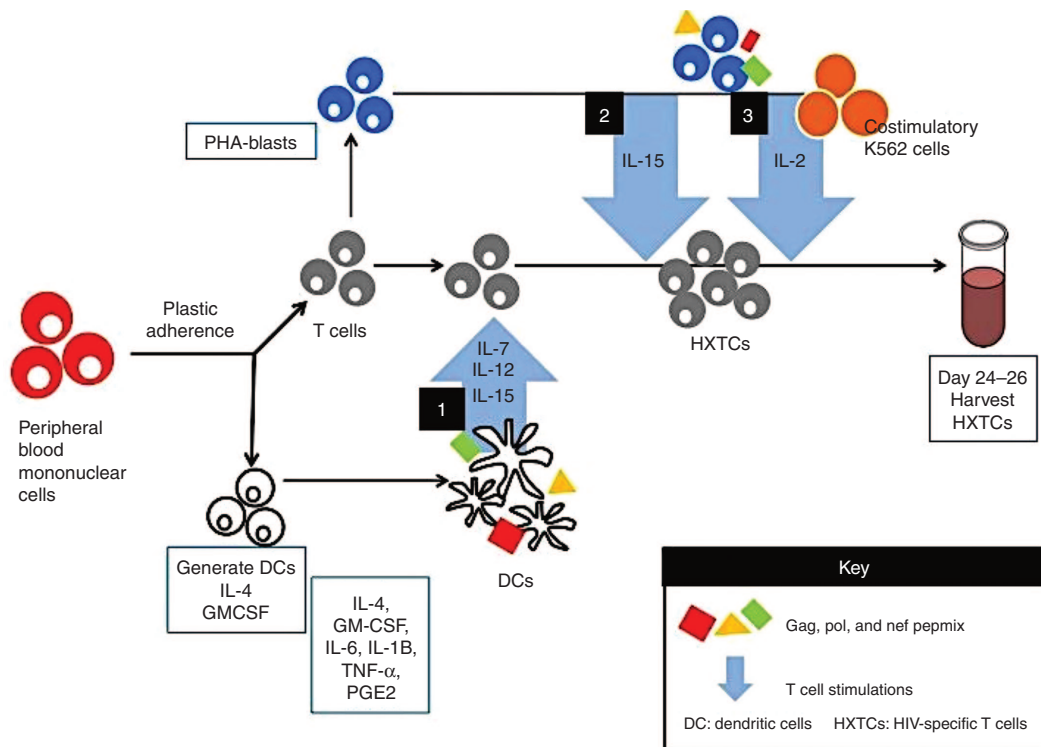 PHA-blasts
2
IL-15
3
IL-2
Costimulatory
K562 cells
Plastic
adherence
T cells
HXTCs
IL-7
IL-12
IL-15
1
Day 24–26
Harvest
HXTCs
Peripheral
blood
mononuclear
cells
Generate DCs
IL-4
GMCSF
IL-4,
GM-CSF,
IL-6, IL-1B,
TNF-α,
PGE2
DCs
Key
Gag, pol, and nef pepmix
T cell stimulations
DC: dendritic cells HXTCs: HIV-specific T cells